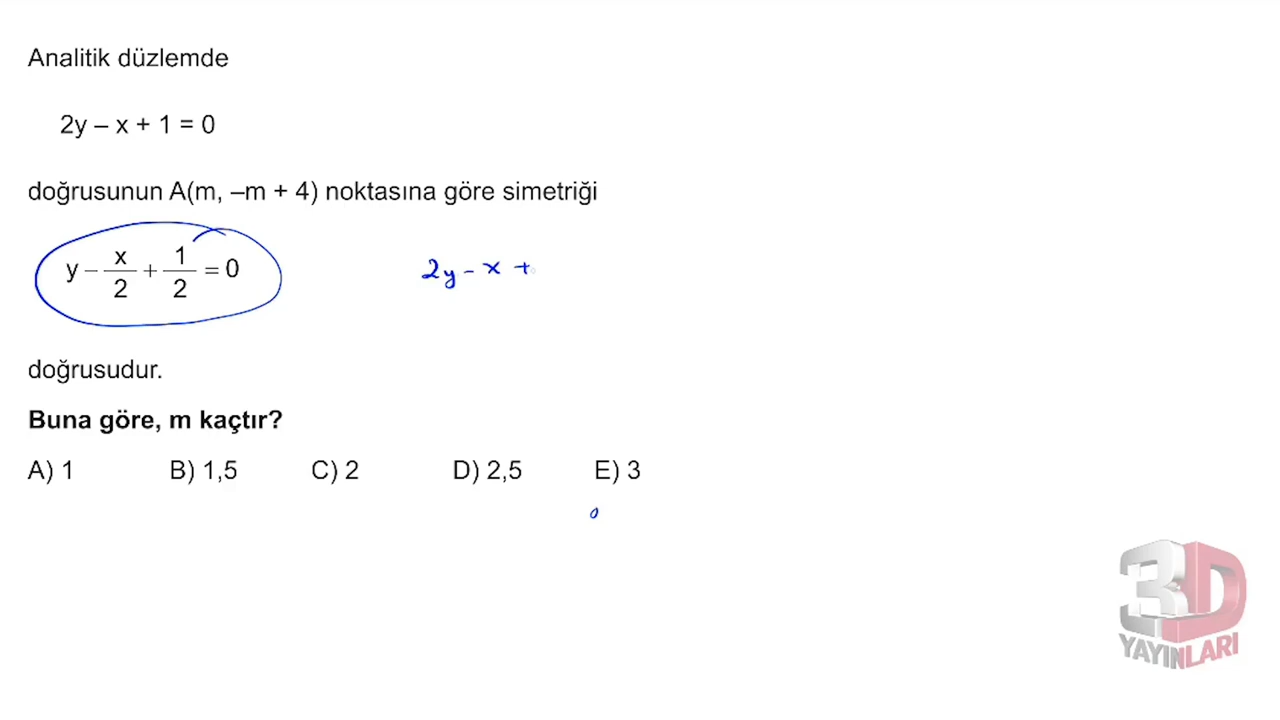 Analitik düzlemde
2y – x + 1 = 0
doğrusunun A(m, –m + 4) noktasına göre simetriği
y – x/2 + 1/2 = 0
2y - x +
doğrusudur.
Buna göre, m kaçtır?
A) 1 B) 1,5 C) 2 D) 2,5 E) 3
3D
YAYINLARI